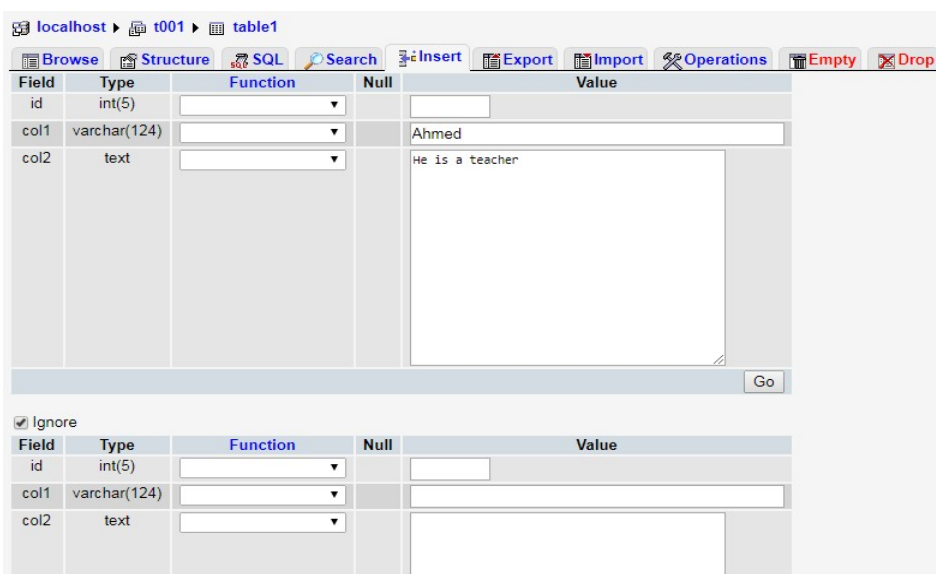 localhost t001 table1
Browse Structure SQL Search Insert Export Import Operations Empty Drop
Field Type Function Null Value
id int(5)
col1 varchar(124) Ahmed
col2 text He is a teacher
Go
Ignore
Field Type Function Null Value
id int(5)
col1 varchar(124)
col2 text